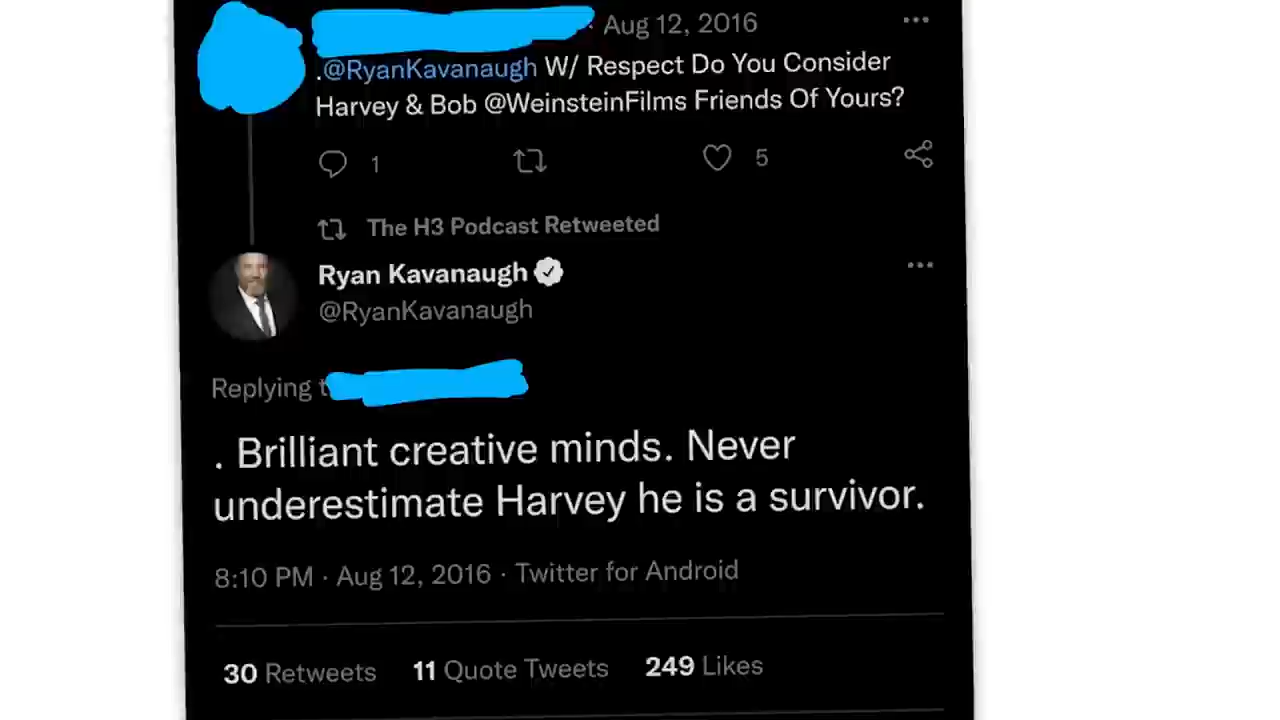 · Aug 12, 2016
.@RyanKavanaugh W/ Respect Do You Consider
Harvey & Bob @WeinsteinFilms Friends Of Yours?
1 5
The H3 Podcast Retweeted
Ryan Kavanaugh
@RyanKavanaugh
Replying t
. Brilliant creative minds. Never
underestimate Harvey he is a survivor.
8:10 PM · Aug 12, 2016 · Twitter for Android
30 Retweets 11 Quote Tweets 249 Likes